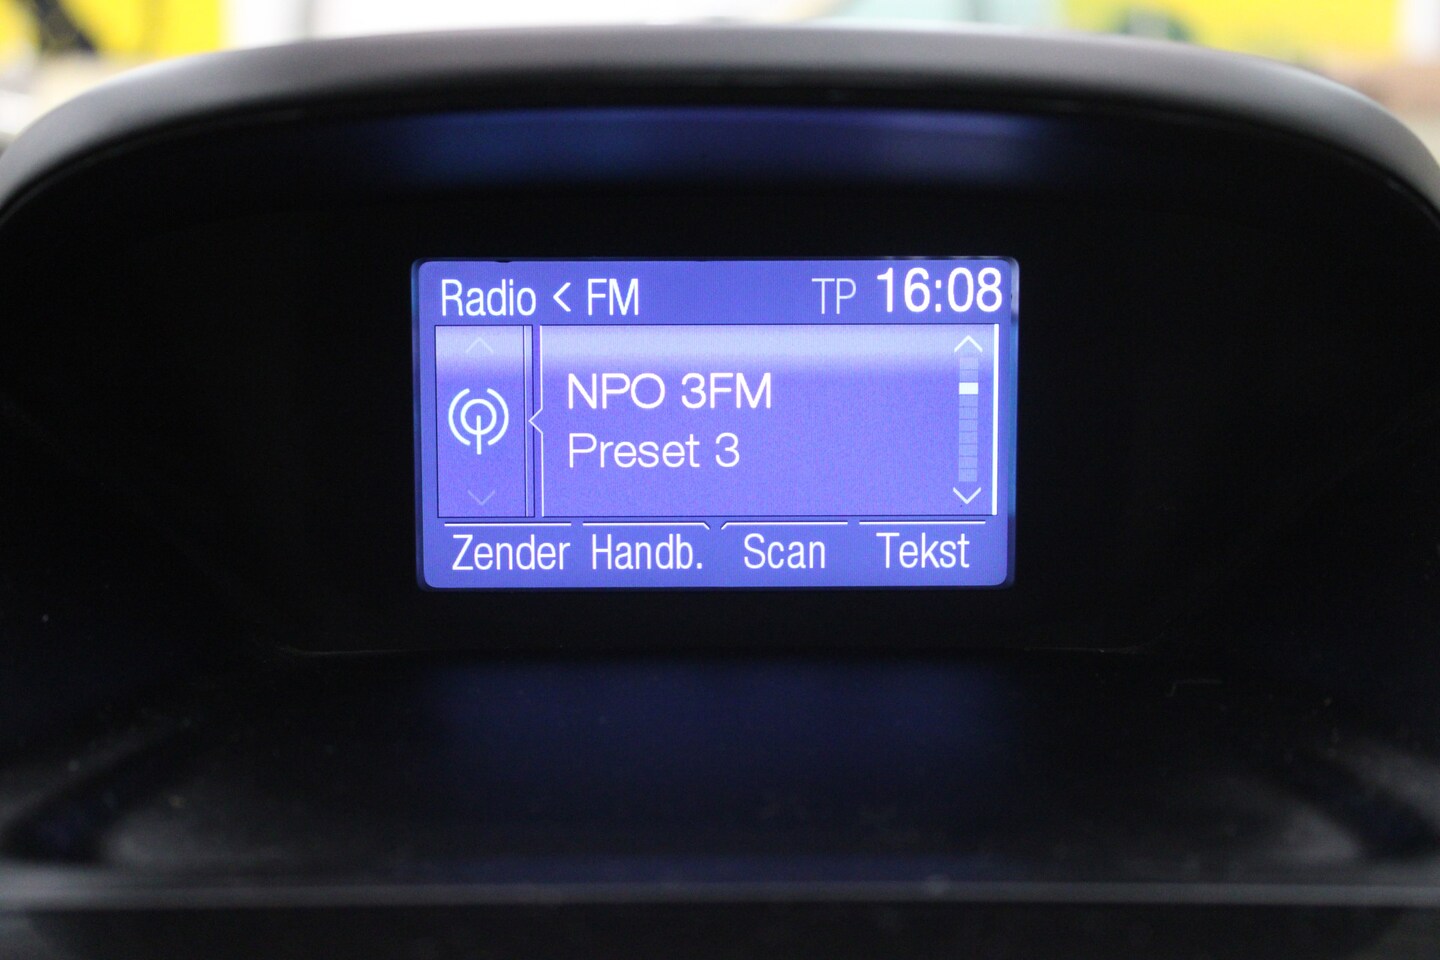 Radio < FM TP 16:08
NPO 3FM
Preset 3
Zender Handb. Scan Tekst